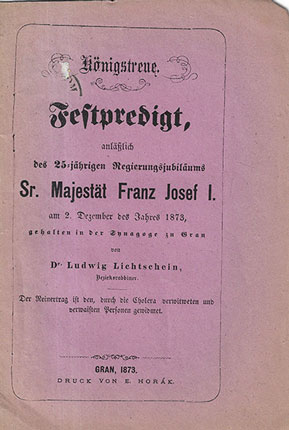 Königstreue.
Festpredigt,
anläßlich
des 25-jährigen Regierungsjubiläums
Sr. Majestät Franz Josef I.
am 2. Dezember des Jahres 1873,
gehalten in der Synagoge zu Gran
von
Dr. Ludwig Lichtschein,
Bezirksrabbiner.
Der Reinertrag ist den, durch die Cholera verwitweten und
verwaisten Personen gewidmet.
GRAN, 1873.
DRUCK VON E. HORÁK.